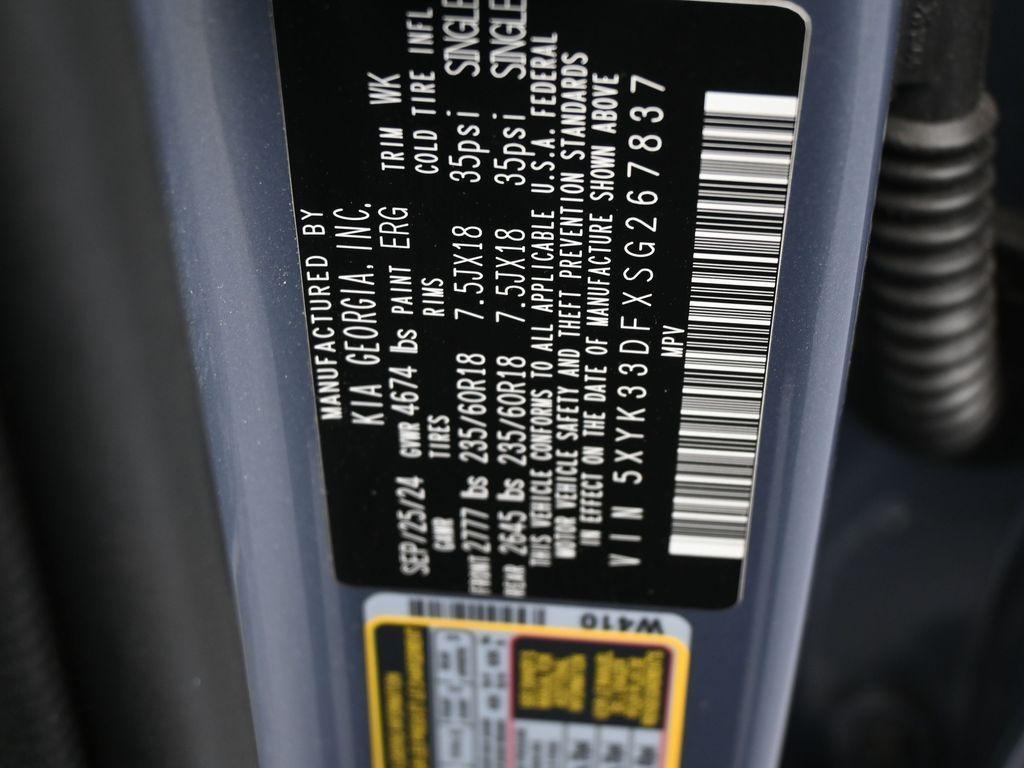 MANUFACTURED BY
KIA GEORGIA, INC.
SEP/25/24 GVWR 4674 lbs PAINT ERG TRIM WK
GAWR TIRES RIMS COLD TIRE INFL
FRONT 2777 lbs 235/60R18 7.5JX18 35psi SINGLE
REAR 2645 lbs 235/60R18 7.5JX18 35psi SINGLE
THIS VEHICLE CONFORMS TO ALL APPLICABLE U.S.A. FEDERAL
MOTOR VEHICLE SAFETY AND THEFT PREVENTION STANDARDS
IN EFFECT ON THE DATE OF MANUFACTURE SHOWN ABOVE
VIN 5XYK33DFXSG267837
MPV
W410